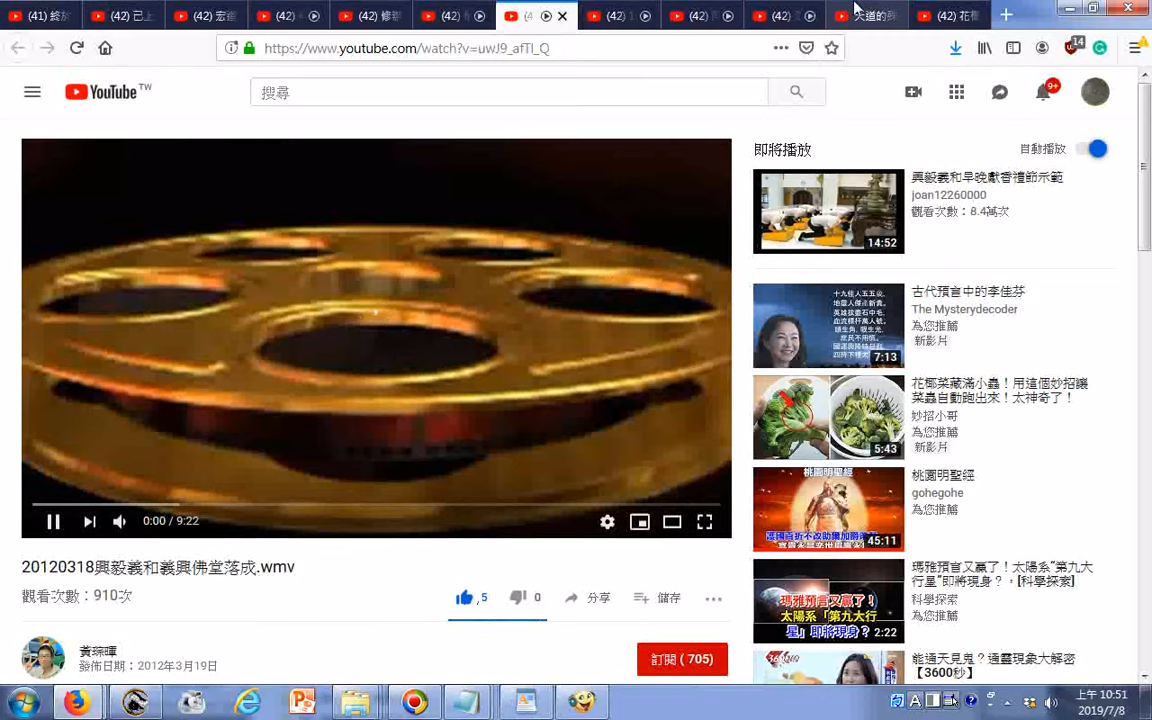 (41) 終於
(42) 已上
(42) 宏
(42)
(42) 修
(42)
(4
(42) 1
(42)
(42)
天道的
(42) 花椰
https://www.youtube.com/watch?v=uwJ9_afTl_Q
14
YouTube TW
搜尋
9+
0:00 / 9:22
20120318興毅義和義興佛堂落成.wmv
觀看次數：910次
5
0
分享
儲存
黃琮暉
發佈日期：2012年3月19日
訂閱 ( 705)
即將播放
自動播放
14:52
興毅義和早晚獻香禮節示範
joan12260000
觀看次數：8.4萬次
7:13
古代預言中的李佳芬
The Mysterydecoder
為您推薦
新影片
5:43
花椰菜藏滿小蟲！用這個妙招讓
菜蟲自動跑出來！太神奇了！
妙招小哥
為您推薦
新影片
桃園明聖經
45:11
桃園明聖經
gohegohe
瑪雅預言又贏了！
太陽系「第九大行
星」即將現身？
2:22
瑪雅預言又贏了！太陽系“第九大
行星”即將現身？，[科學探索]
科學探索
為您推薦
能通天見鬼？通靈現象大解密
【3600秒】
上午 10:51
2019/7/8